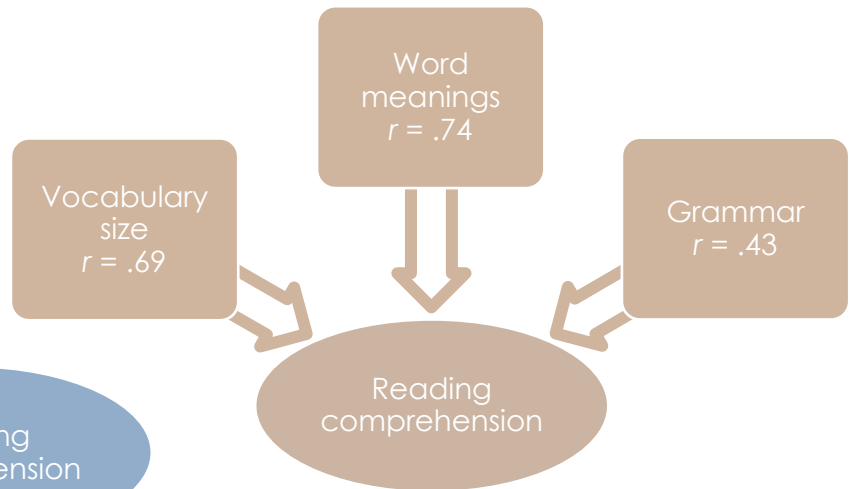 Word
meanings
r = .74
Vocabulary
size
r = .69
Grammar
r = .43
Reading
comprehension